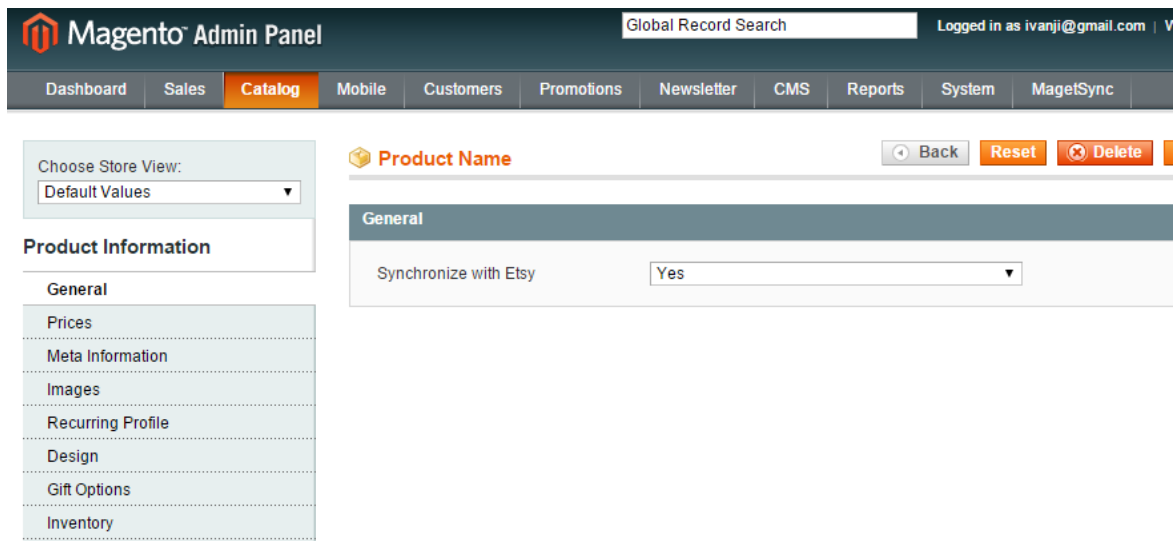 Magento Admin Panel
Global Record Search
Logged in as ivanji@gmail.com |
Dashboard Sales Catalog Mobile Customers Promotions Newsletter CMS Reports System MagetSync
Choose Store View:
Default Values
Product Information
General
Prices
Meta Information
Images
Recurring Profile
Design
Gift Options
Inventory
Product Name
Back Reset Delete
General
Synchronize with Etsy Yes